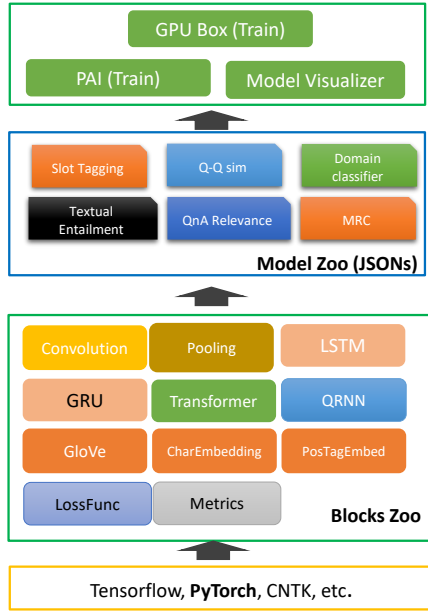 GPU Box (Train)
PAI (Train)
Model Visualizer
Slot Tagging
Q-Q sim
Domain
classifier
Textual
Entailment
QnA Relevance
MRC
Model Zoo (JSONs)
Convolution
Pooling
LSTM
GRU
Transformer
QRNN
GloVe
CharEmbedding
PosTagEmbed
LossFunc
Metrics
Blocks Zoo
Tensorflow, PyTorch, CNTK, etc.